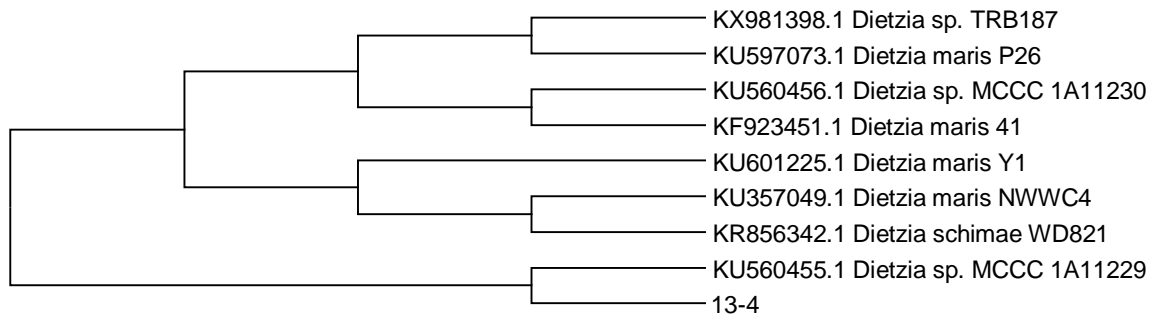 KX981398.1 Dietzia sp. TRB187
KU597073.1 Dietzia maris P26
KU560456.1 Dietzia sp. MCCC 1A11230
KF923451.1 Dietzia maris 41
KU601225.1 Dietzia maris Y1
KU357049.1 Dietzia maris NWWC4
KR856342.1 Dietzia schimae WD821
KU560455.1 Dietzia sp. MCCC 1A11229
13-4